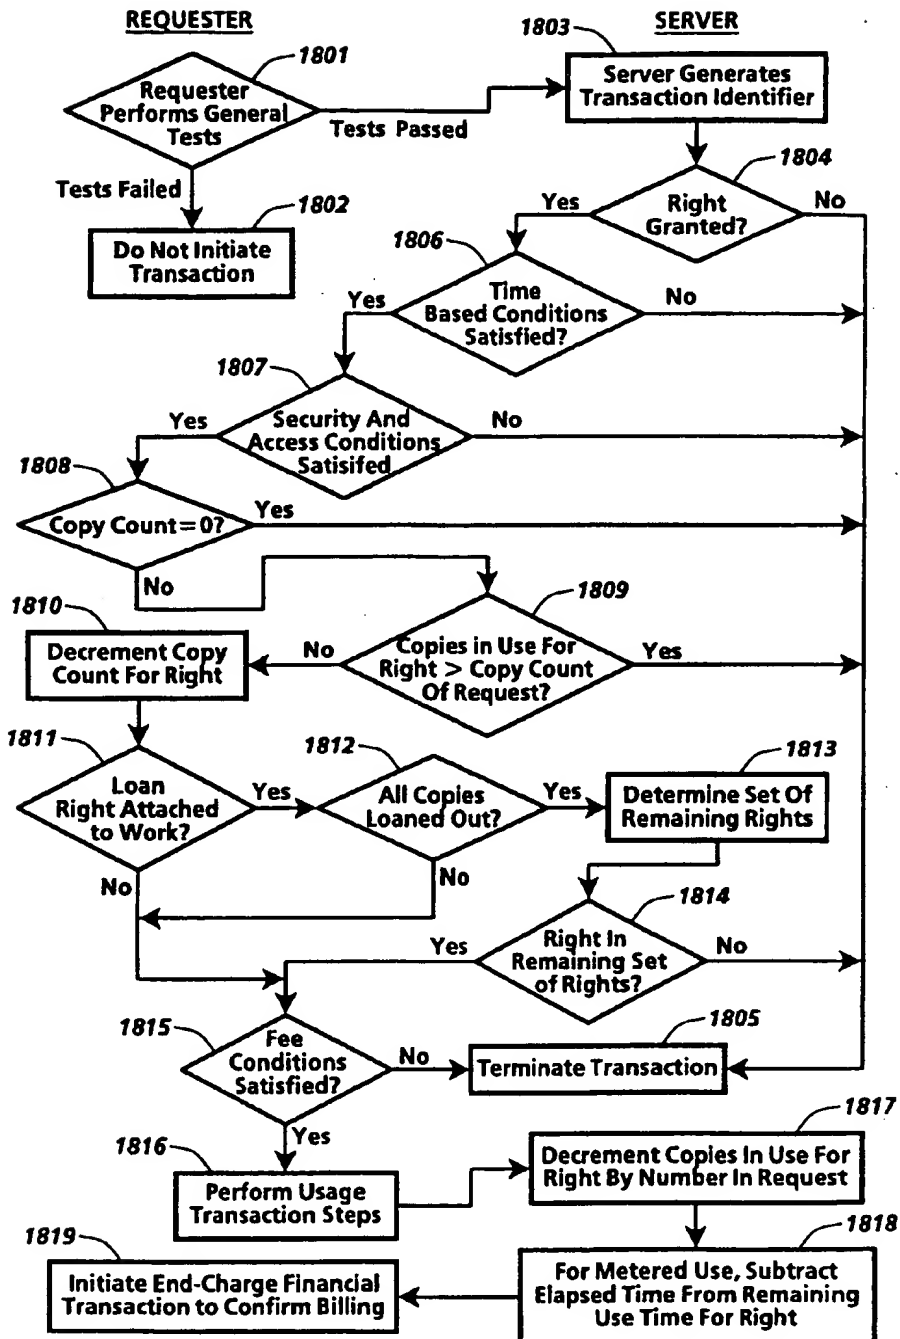 REQUESTER
SERVER
1801
Requester
Performs General
Tests
Tests Passed
Tests Failed
1802
Do Not Initiate
Transaction
1803
Server Generates
Transaction Identifier
1804
Right
Granted?
Yes
No
1806
Time
Based Conditions
Satisfied?
Yes
No
1807
Security And
Access Conditions
Satisifed
Yes
No
1808
Copy Count=0?
Yes
No
1809
Copies in Use For
Right > Copy Count
Of Request?
No
Yes
1810
Decrement Copy
Count For Right
1811
Loan
Right Attached
to Work?
Yes
No
1812
All Copies
Loaned Out?
Yes
No
1813
Determine Set Of
Remaining Rights
1814
Right In
Remaining Set
of Rights?
Yes
No
1815
Fee
Conditions
Satisfied?
No
Yes
1805
Terminate Transaction
1816
Perform Usage
Transaction Steps
1817
Decrement Copies In Use For
Right By Number In Request
1818
For Metered Use, Subtract
Elapsed Time From Remaining
Use Time For Right
1819
Initiate End-Charge Financial
Transaction to Confirm Billing